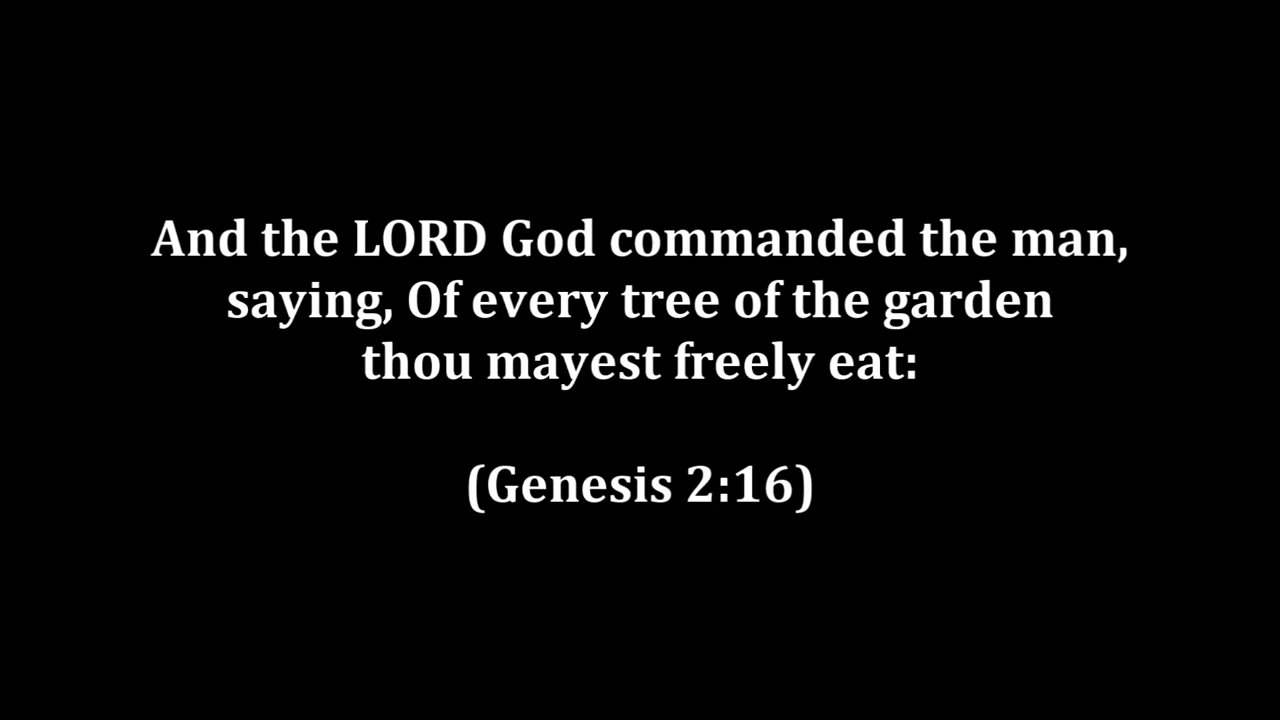 And the LORD God commanded the man,
saying, Of every tree of the garden
thou mayest freely eat:
(Genesis 2:16)